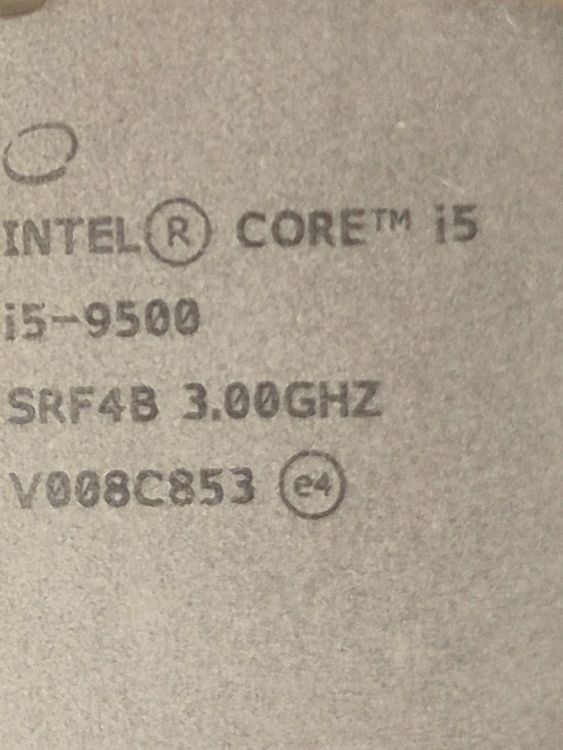 INTEL® CORE™ i5
i5-9500
SRF4B 3.00GHZ
V008C853 e4